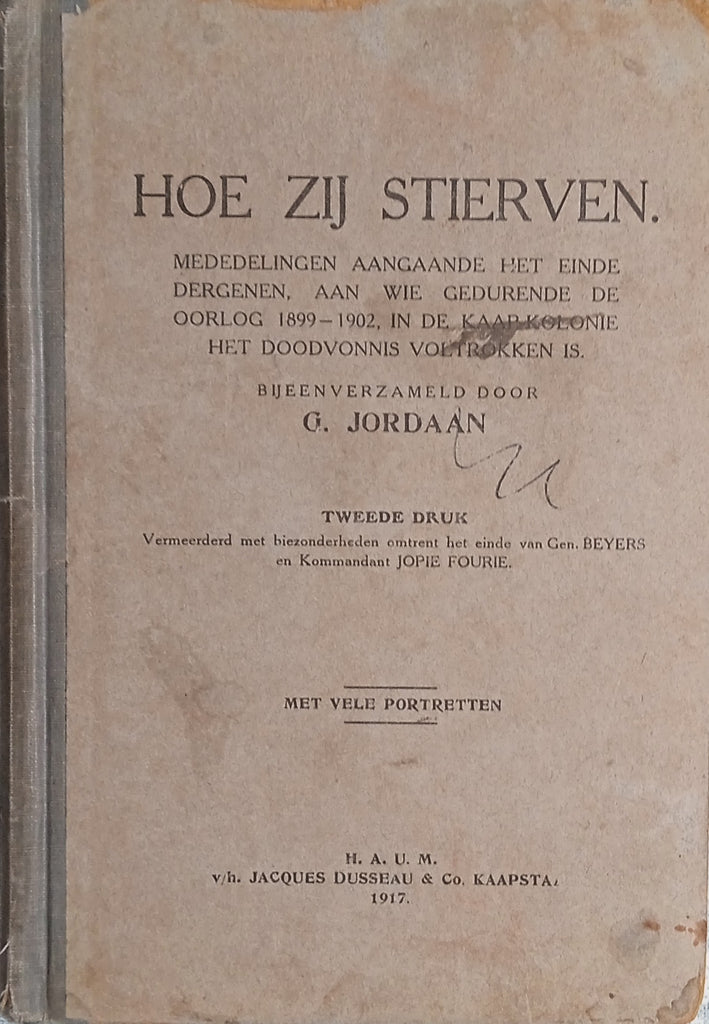 HOE ZIJ STIERVEN.
MEDEDELINGEN AANGAANDE HET EINDE
DERGENEN, AAN WIE GEDURENDE DE
OORLOG 1899–1902, IN DE KAAP-KOLONIE
HET DOODVONNIS VOLTROKKEN IS.
BIJEENVERZAMELD DOOR
G. JORDAAN
TWEEDE DRUK
Vermeerderd met biezonderheden omtrent het einde van Gen. BEYERS
en Kommandant JOPIE FOURIE.
MET VELE PORTRETTEN
H. A. U. M.
v/h. JACQUES DUSSEAU & Co. KAAPSTA
1917.